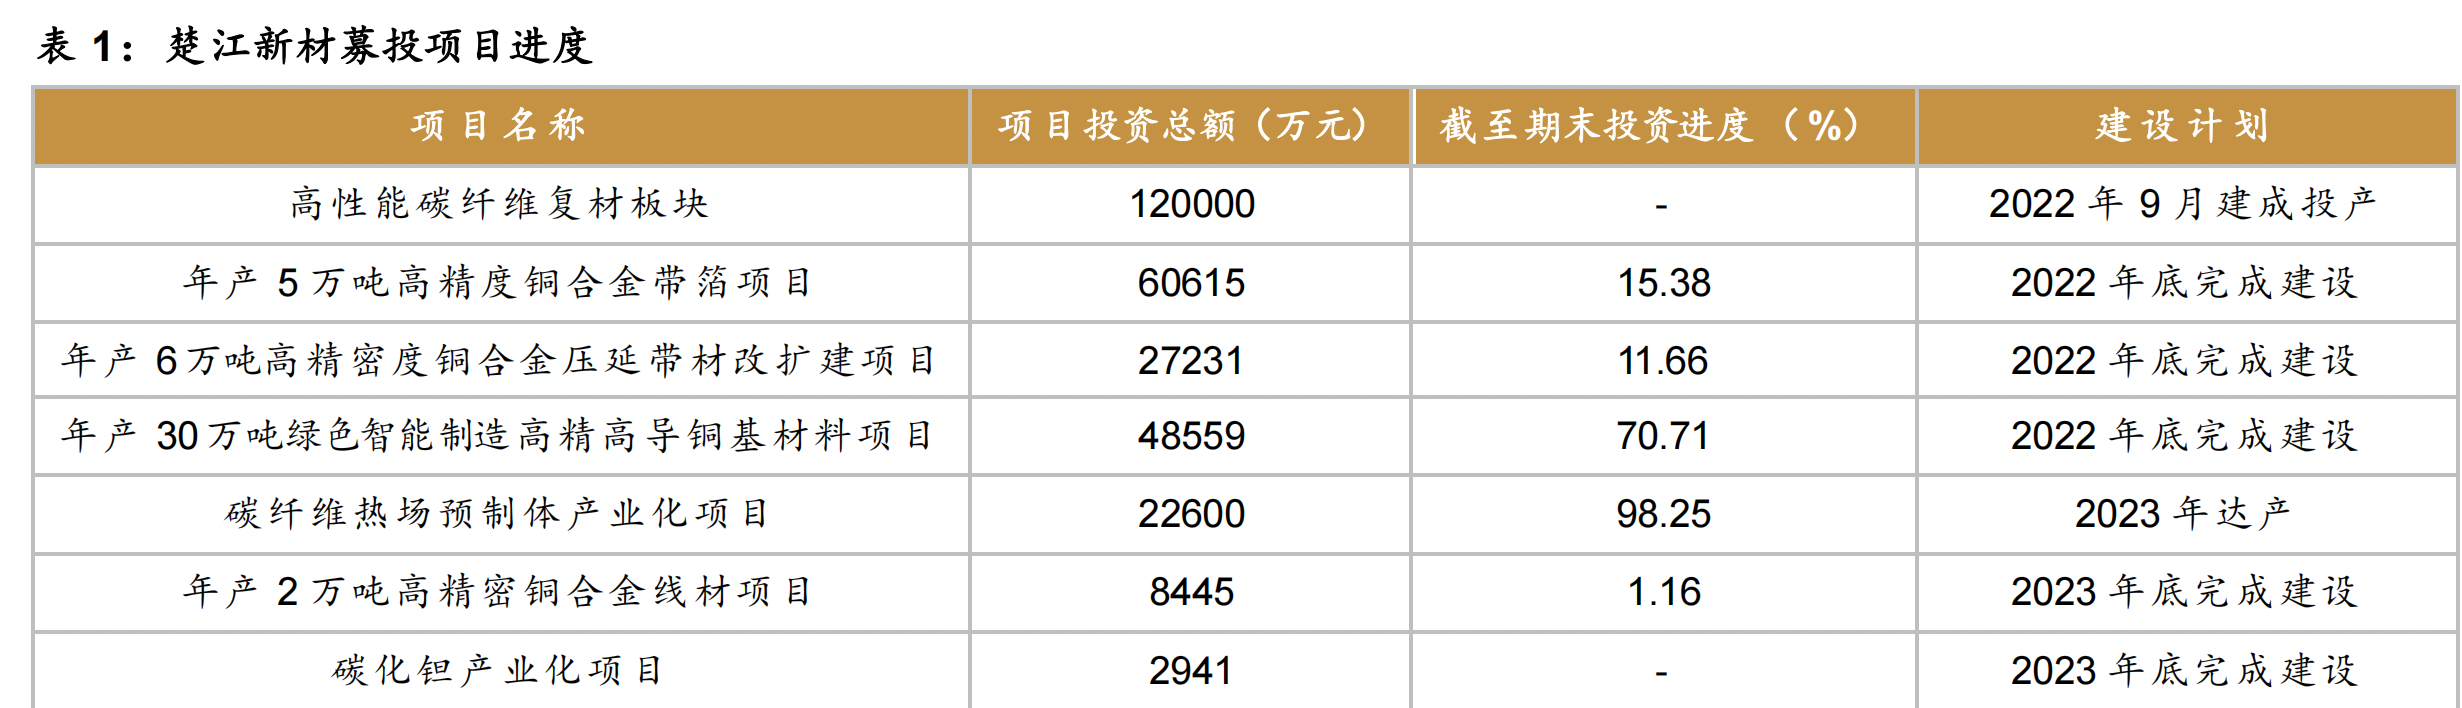 表 1：楚江新材募投项目进度
项目名称 项目投资总额（万元） 截至期末投资进度（%） 建设计划
高性能碳纤维复材板块 120000 - 2022 年 9 月建成投产
年产 5 万吨高精度铜合金带箔项目 60615 15.38 2022 年底完成建设
年产 6 万吨高精密度铜合金压延带材改扩建项目 27231 11.66 2022 年底完成建设
年产 30 万吨绿色智能制造高精高导铜基材料项目 48559 70.71 2022 年底完成建设
碳纤维热场预制体产业化项目 22600 98.25 2023 年达产
年产 2 万吨高精密铜合金线材项目 8445 1.16 2023 年底完成建设
碳化钽产业化项目 2941 - 2023 年底完成建设